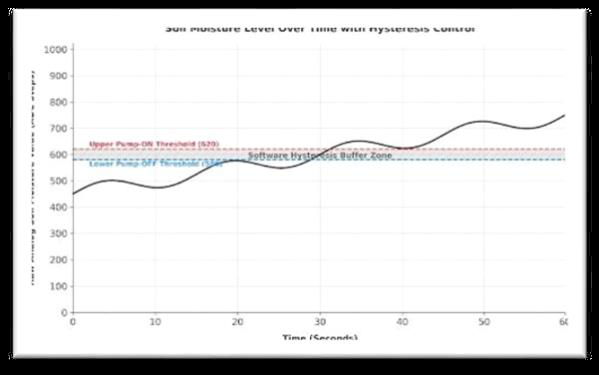 Soil Moisture Level Over Time with Hysteresis Control
1000
900
800
700
Upper Pump-ON Threshold (620)
600
Software Hysteresis Buffer Zone
Lower Pump-OFF Threshold
500
400
300
200
100
0
0 10 20 30 40 50
Time (Seconds)